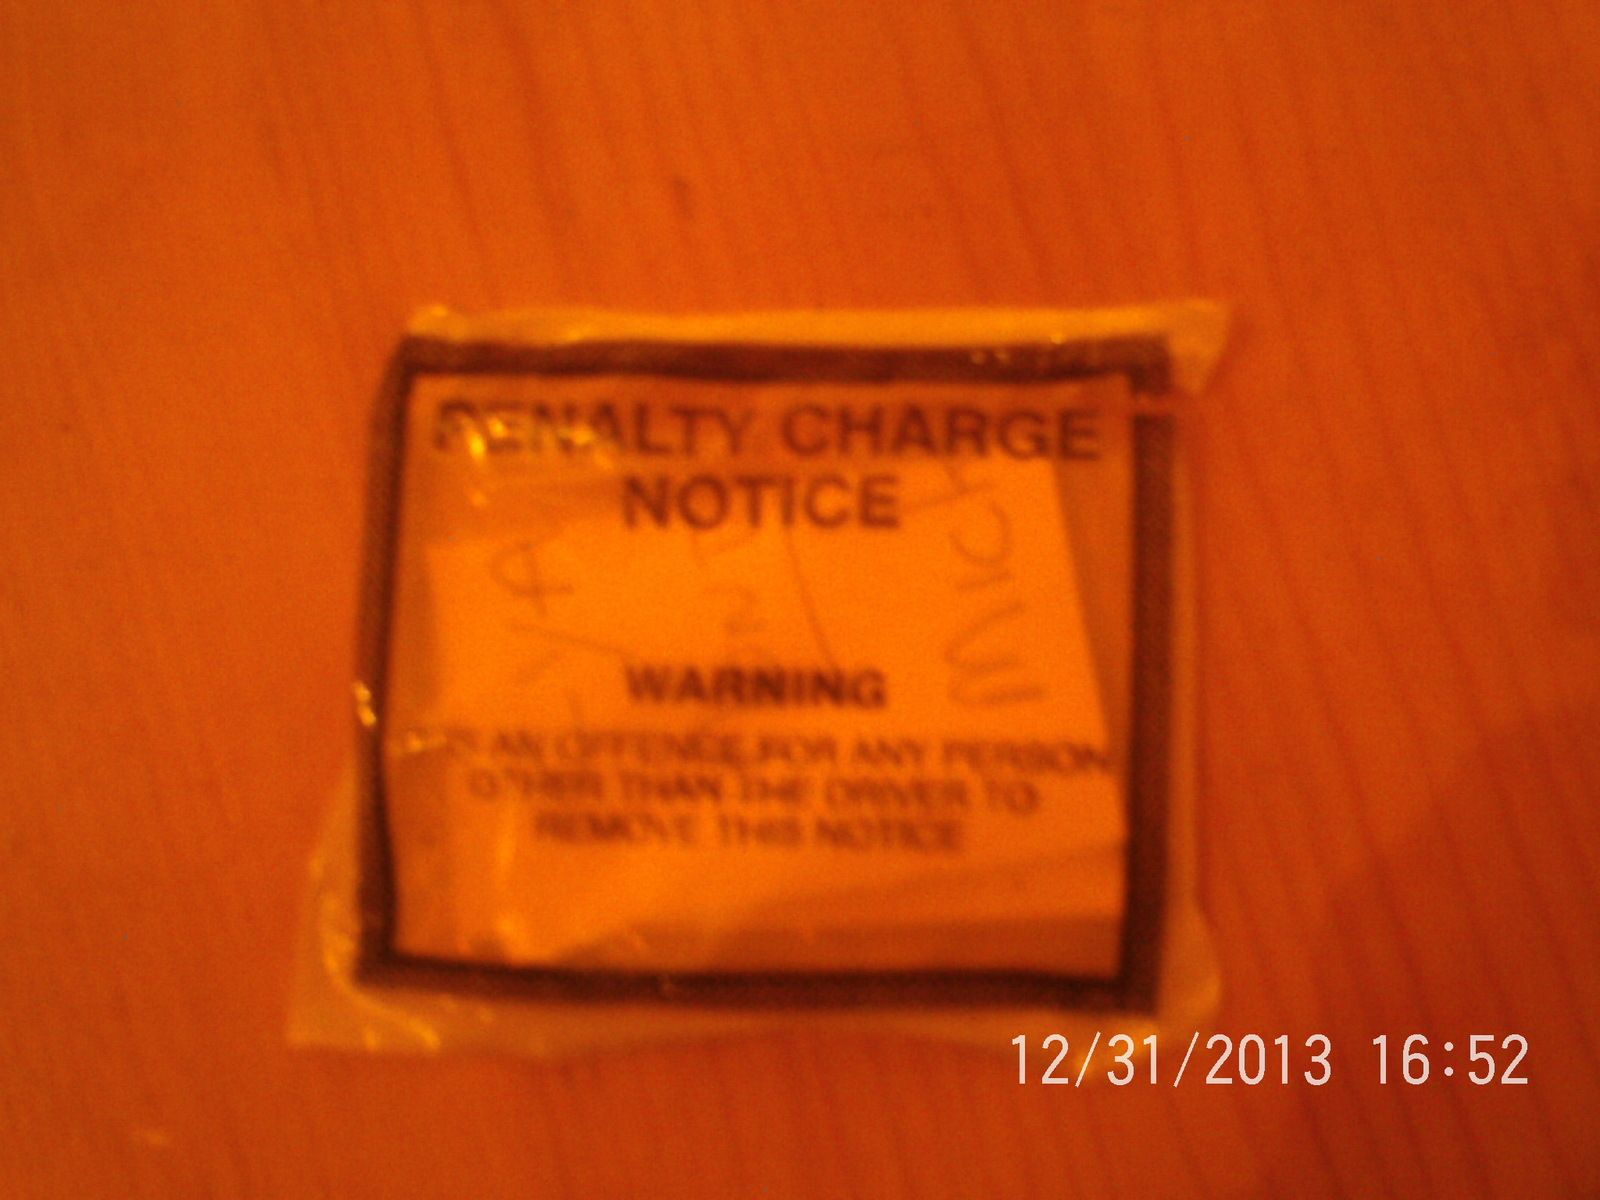 PENALTY CHARGE
NOTICE
WARNING
IS AN OFFENCE FOR ANY PERSON
OTHER THAN THE DRIVER TO
REMOVE THIS NOTICE
12/31/2013 16:52